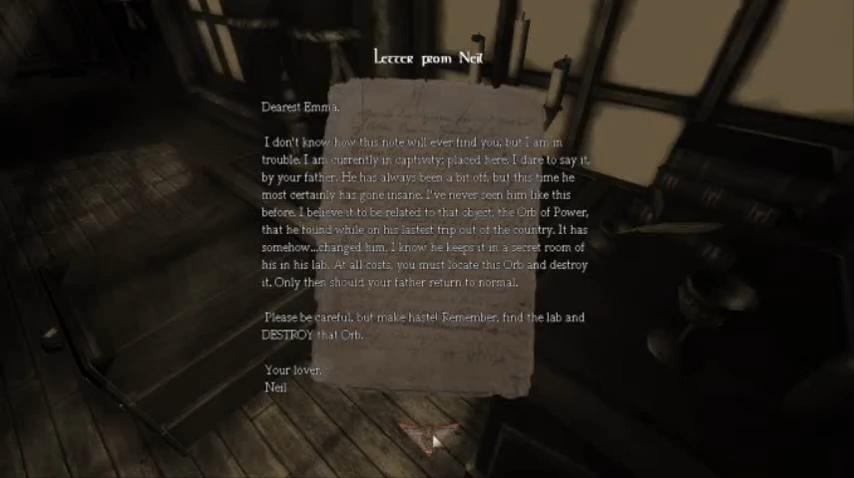 Letter from Neil
Dearest Emma,
I don't know how this note will ever find you, but I am in
trouble. I am currently in captivity; placed here, I dare to say it,
by your father. He has always been a bit off, but this time he
most certainly has gone insane. I've never seen him like this
before. I believe it to be related to that object, the Orb of Power,
that he found while on his lastest trip out of the country. It has
somehow...changed him. I know he keeps it in a secret room of
his in his lab. At all costs, you must locate this Orb and destroy
it. Only then should your father return to normal.
Please be careful, but make haste! Remember, find the lab and
DESTROY that Orb.
Your lover,
Neil